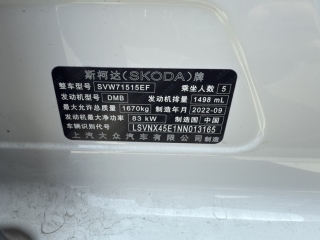 斯柯达(SKODA)牌
整车型号 SVW71515EF 乘坐人数 5
发动机型号 DMB 发动机排量 1498 mL
最大允许总质量 1670kg 制造年月 2022-09
发动机最大净功率 83 kW 制造国 中国
车辆识别代号 LSVNX45E1NN013165
上汽大众汽车有限公司制造